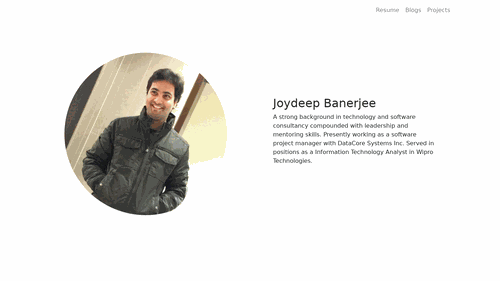 Resume Blogs Projects
Joydeep Banerjee
A strong background in technology and software
consultancy compounded with leadership and
mentoring skills. Presently working as a software
project manager with DataCore Systems Inc. Served in
positions as a Information Technology Analyst in Wipro
Technologies.